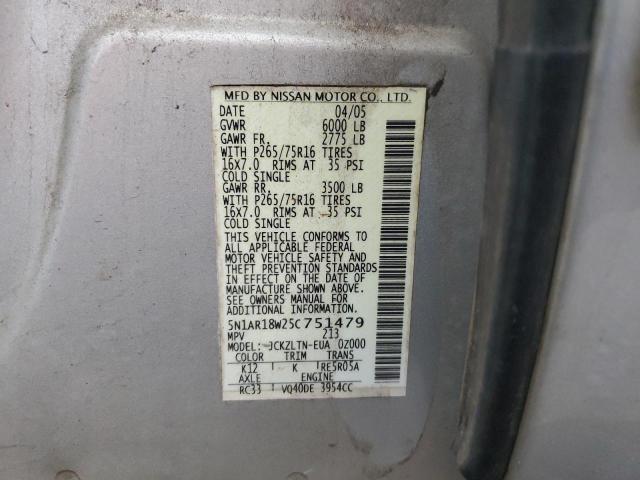 MFD BY NISSAN MOTOR CO., LTD.
DATE 04/05
GVWR 6000 LB
GAWR FR. 2775 LB
WITH P265/75R16 TIRES
16X7.0 RIMS AT 35 PSI
COLD SINGLE
GAWR RR. 3500 LB
WITH P265/75R16 TIRES
16X7.0 RIMS AT 35 PSI
COLD SINGLE
THIS VEHICLE CONFORMS TO
ALL APPLICABLE FEDERAL
MOTOR VEHICLE SAFETY AND
THEFT PREVENTION STANDARDS
IN EFFECT ON THE DATE OF
MANUFACTURE SHOWN ABOVE.
SEE OWNERS MANUAL FOR
ADDITIONAL INFORMATION.
5N1AR18W25C751479
MPV 213
MODEL: JCKZLTN-EUA 0Z000
COLOR TRIM TRANS
K12 K RE5R05A
AXLE ENGINE
RC33 VQ40DE 3954CC